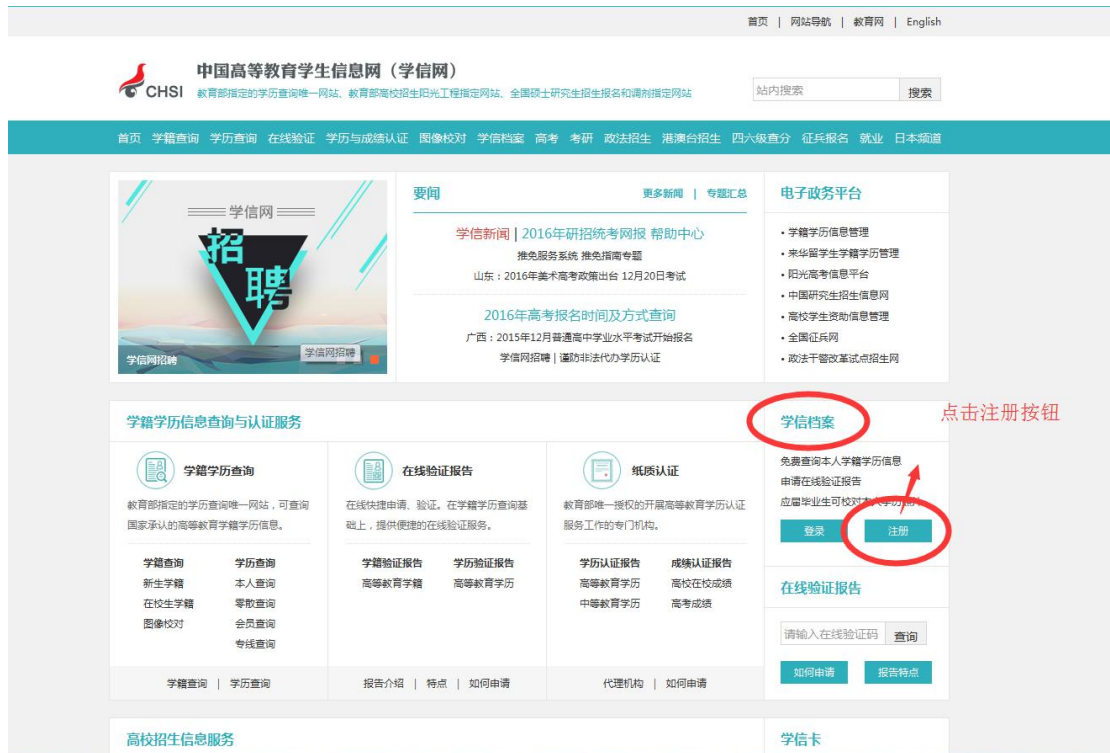 首页 | 网站导航 | 教育网 | English
中国高等教育学生信息网（学信网）
CHSI 教育部指定的学历查询唯一网站、教育部高校招生阳光工程指定网站、全国硕士研究生招生报名和调剂指定网站
站内搜索 搜索
首页 学籍查询 学历查询 在线验证 学历与成绩认证 图像校对 学信档案 高考 考研 政法招生 港澳台招生 四六级查分 征兵报名 就业 日本频道
学信网
招
聘
学信网招聘
学信网招聘
要闻 更多新闻 | 专题汇总
学信新闻 | 2016年研招统考网报 帮助中心
推免服务系统 推免指南专题
山东：2016年美术高考政策出台 12月20日考试
2016年高考报名时间及方式查询
广西：2015年12月普通高中学业水平考试开始报名
学信网招聘 | 谨防非法代办学历认证
电子政务平台
• 学籍学历信息管理
• 来华留学生学籍学历管理
• 阳光高考信息平台
• 中国研究生招生信息网
• 高校学生资助信息管理
• 全国征兵网
• 政法干警改革试点招生网
学籍学历信息查询与认证服务
学籍学历查询
教育部指定的学历查询唯一网站，可查询
国家承认的高等教育学籍学历信息。
学籍查询 学历查询
新生学籍 本人查询
在校生学籍 零散查询
图像校对 会员查询
专线查询
学籍查询 | 学历查询
在线验证报告
在线快捷申请、验证。在学籍学历查询基
础上，提供便捷的在线验证服务。
学籍验证报告 学历验证报告
高等教育学籍 高等教育学历
报告介绍 | 特点 | 如何申请
纸质认证
教育部唯一授权的开展高等教育学历认证
服务工作的专门机构。
学历认证报告 成绩认证报告
高等教育学历 高校在校成绩
中等教育学历 高考成绩
代理机构 | 如何申请
学信档案
点击注册按钮
免费查询本人学籍学历信息
申请在线验证报告
应届毕业生可校对本人学历
登录 注册
在线验证报告
请输入在线验证码 查询
如何申请 报告特点
高校招生信息服务
学信卡